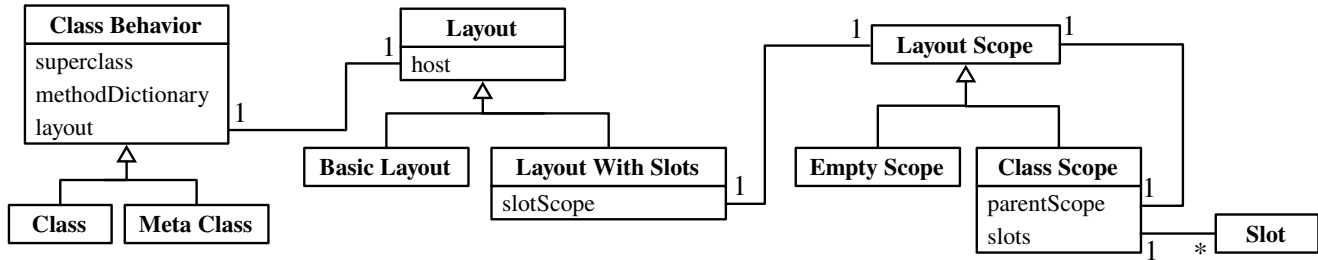 Class Behavior
superclass
methodDictionary
layout
1
1
Layout
host
Class
Meta Class
Basic Layout
Layout With Slots
slotScope
1
1
Layout Scope
1
Empty Scope
Class Scope
parentScope
slots
1
1
*
Slot